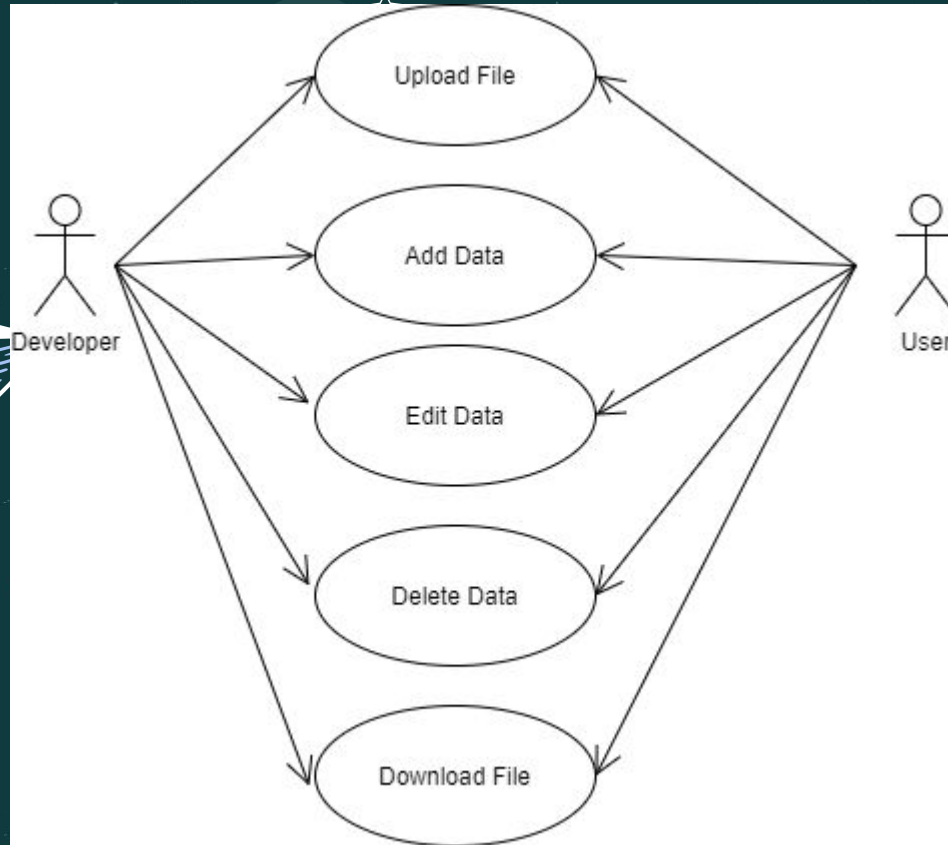 Upload File
Add Data
Developer
User
Edit Data
Delete Data
Download File